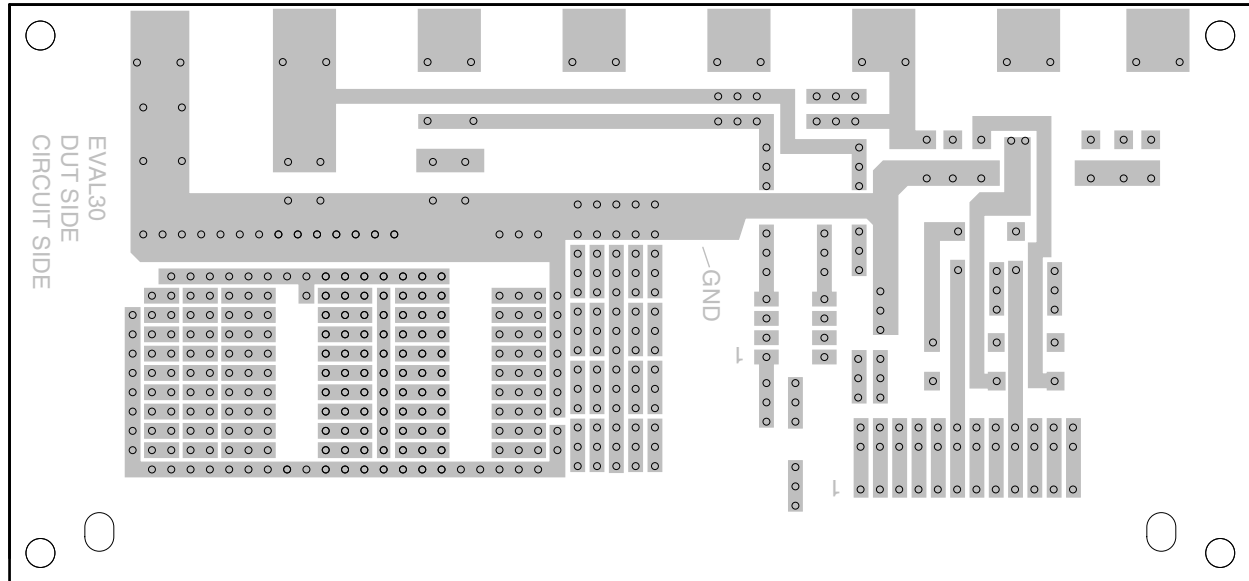 EVAL30
DUT SIDE
CIRCUIT SIDE
GND
1
1